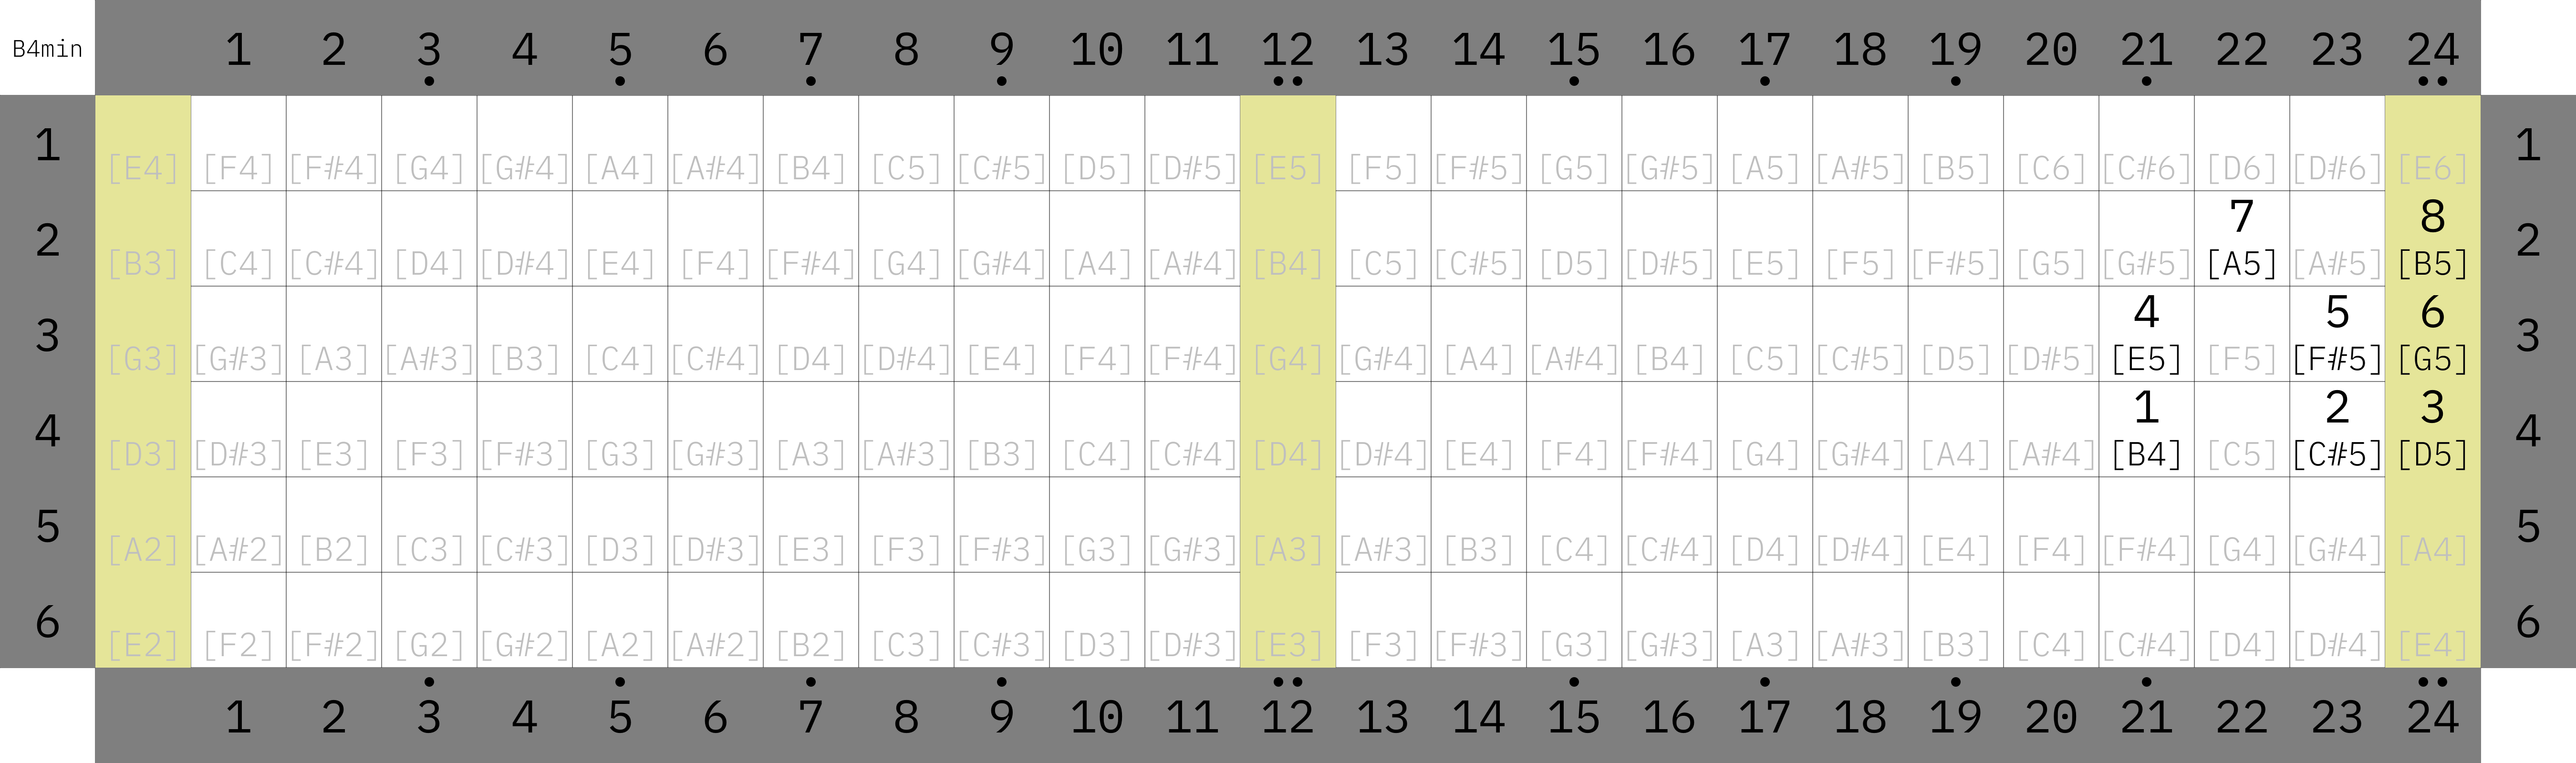 B4min 1 2 3 4 5 6 7 8 9 10 11 12 13 14 15 16 17 18 19 20 21 22 23 24
1 [E4] [F4] [F#4] [G4] [G#4] [A4] [A#4] [B4] [C5] [C#5] [D5] [D#5] [E5] [F5] [F#5] [G5] [G#5] [A5] [A#5] [B5] [C6] [C#6] [D6] [D#6] [E6] 1
7 8
2 [B3] [C4] [C#4] [D4] [D#4] [E4] [F4] [F#4] [G4] [G#4] [A4] [A#4] [B4] [C5] [C#5] [D5] [D#5] [E5] [F5] [F#5] [G5] [G#5] [A5] [A#5] [B5] 2
4 5 6
3 [G3] [G#3] [A3] [A#3] [B3] [C4] [C#4] [D4] [D#4] [E4] [F4] [F#4] [G4] [G#4] [A4] [A#4] [B4] [C5] [C#5] [D5] [D#5] [E5] [F5] [F#5] [G5] 3
1 2 3
4 [D3] [D#3] [E3] [F3] [F#3] [G3] [G#3] [A3] [A#3] [B3] [C4] [C#4] [D4] [D#4] [E4] [F4] [F#4] [G4] [G#4] [A4] [A#4] [B4] [C5] [C#5] [D5] 4
5 [A2] [A#2] [B2] [C3] [C#3] [D3] [D#3] [E3] [F3] [F#3] [G3] [G#3] [A3] [A#3] [B3] [C4] [C#4] [D4] [D#4] [E4] [F4] [F#4] [G4] [G#4] [A4] 5
6 [E2] [F2] [F#2] [G2] [G#2] [A2] [A#2] [B2] [C3] [C#3] [D3] [D#3] [E3] [F3] [F#3] [G3] [G#3] [A3] [A#3] [B3] [C4] [C#4] [D4] [D#4] [E4] 6
1 2 3 4 5 6 7 8 9 10 11 12 13 14 15 16 17 18 19 20 21 22 23 24